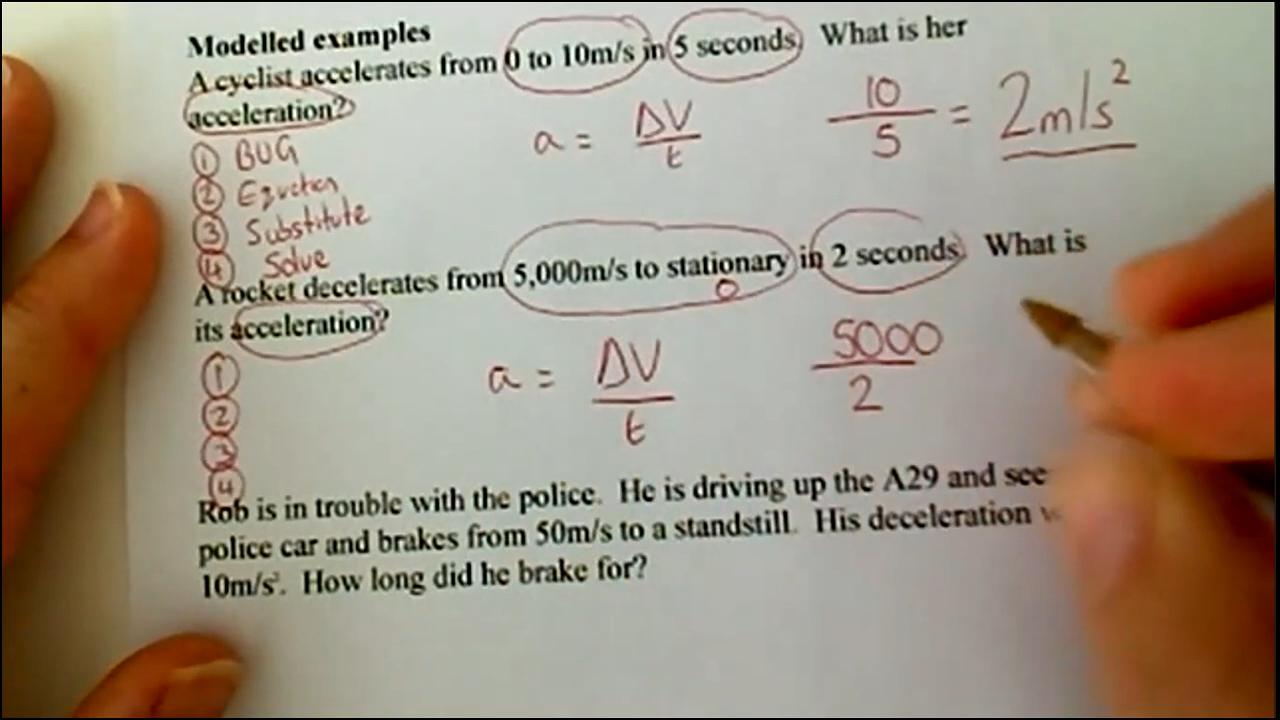 Modelled examples
A cyclist accelerates from 0 to 10m/s in 5 seconds. What is her
acceleration?
a = ΔV/t
10/5 = 2m/s²
① BUG
② Equation
③ Substitute
④ Solve
A rocket decelerates from 5,000m/s to stationary in 2 seconds. What is
0
its acceleration?
a = ΔV/t
5000/2
①
②
③
④
Rob is in trouble with the police. He is driving up the A29 and see
police car and brakes from 50m/s to a standstill. His deceleration
10m/s². How long did he brake for?